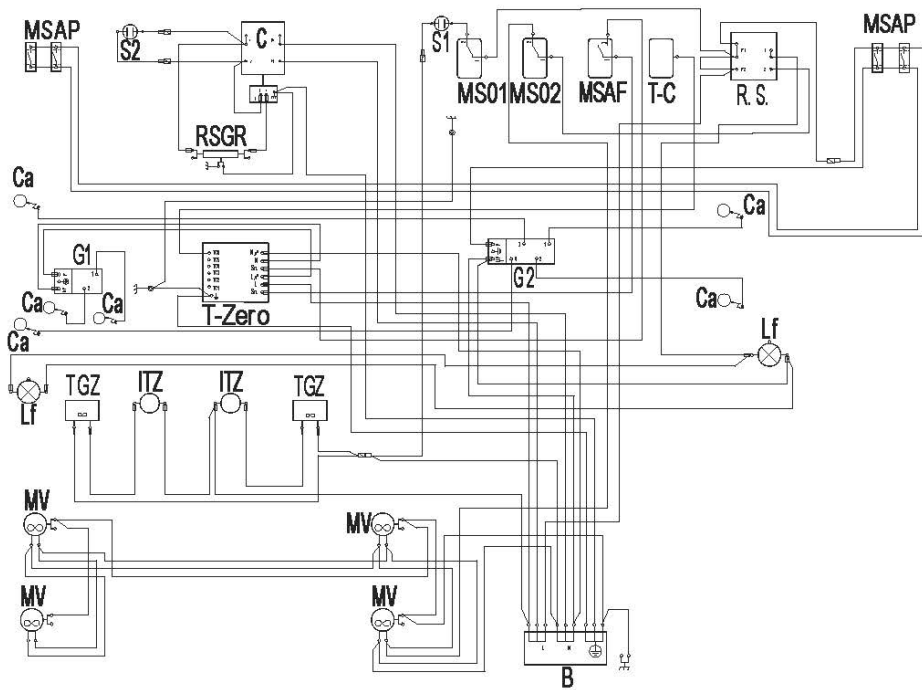 MSAP
S2
C
S1
MS01
MS02
MSAF
T-C
R. S.
MSAP
RSGR
Ca
Ca
G1
T-Zero
G2
Ca
Ca
Ca
Ca
Lf
Lf
TGZ
ITZ
ITZ
TGZ
MV
MV
MV
MV
L
N
B